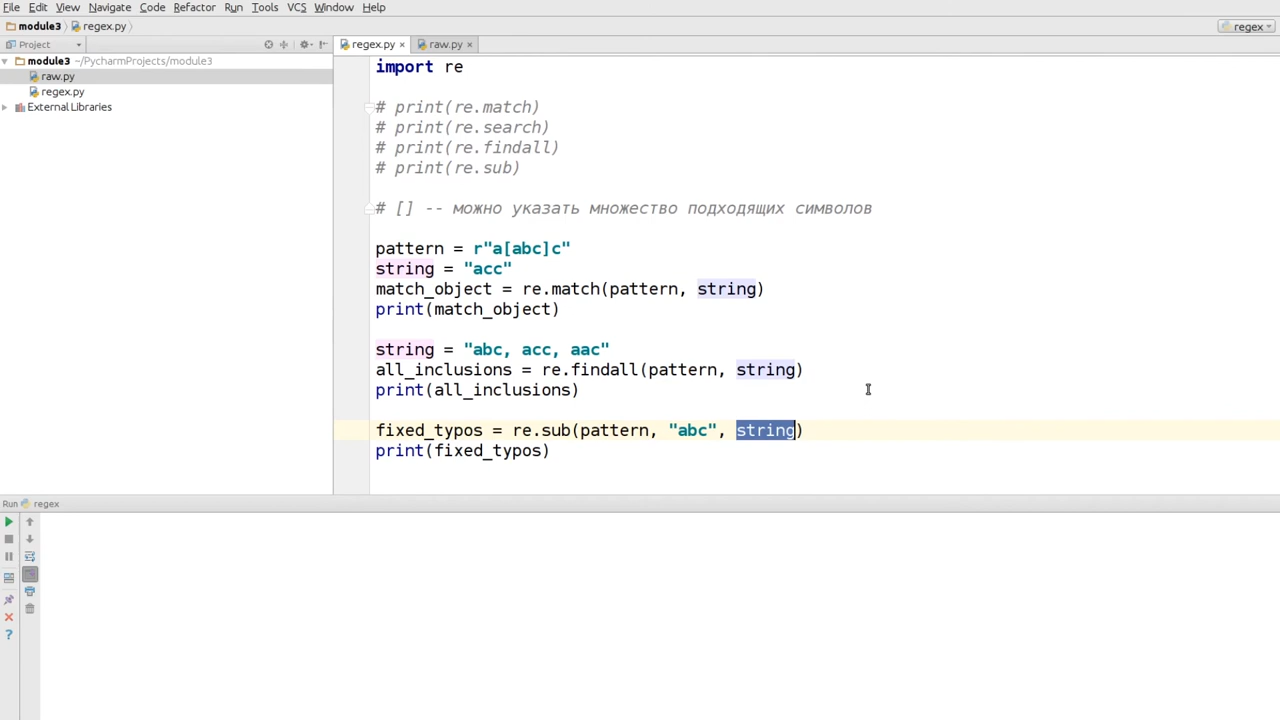 File Edit View Navigate Code Refactor Run Tools VCS Window Help
module3 regex.py regex
Project regex.py raw.py
module3 ~/PycharmProjects/module3
raw.py
regex.py
External Libraries
import re
# print(re.match)
# print(re.search)
# print(re.findall)
# print(re.sub)
# [] -- можно указать множество подходящих символов
pattern = r"a[abc]c"
string = "acc"
match_object = re.match(pattern, string)
print(match_object)
string = "abc, acc, aac"
all_inclusions = re.findall(pattern, string)
print(all_inclusions)
fixed_typos = re.sub(pattern, "abc", string)
print(fixed_typos)
Run regex